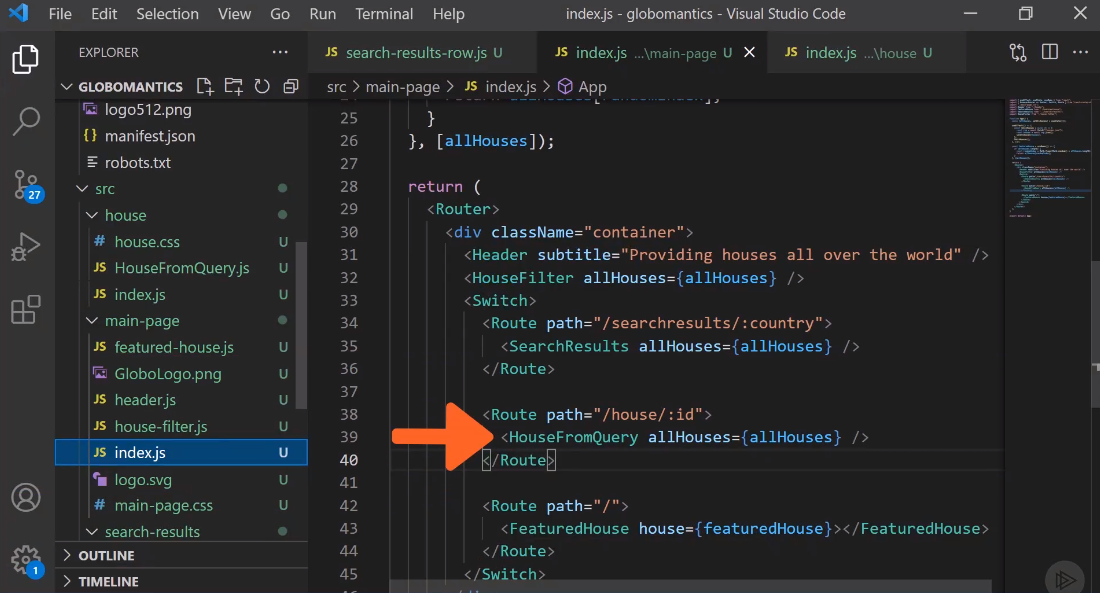 File Edit Selection View Go Run Terminal Help index.js - globomantics - Visual Studio Code
EXPLORER
JS search-results-row.js U
JS index.js ...\main-page U
JS index.js ...\house U
GLOBOMANTICS
src > main-page > JS index.js > App
logo512.png
{} manifest.json
robots.txt
src
house
# house.css U
JS HouseFromQuery.js U
JS index.js U
main-page
JS featured-house.js U
GloboLogo.png U
JS header.js U
JS house-filter.js U
JS index.js U
logo.svg U
# main-page.css U
search-results
OUTLINE
TIMELINE
27
1
25 }
26 }, [allHouses]);
27
28 return (
29 <Router>
30 <div className="container">
31 <Header subtitle="Providing houses all over the world" />
32 <HouseFilter allHouses={allHouses} />
33 <Switch>
34 <Route path="/searchresults/:country">
35 <SearchResults allHouses={allHouses} />
36 </Route>
37
38 <Route path="/house/:id">
39 <HouseFromQuery allHouses={allHouses} />
40 </Route>
41
42 <Route path="/">
43 <FeaturedHouse house={featuredHouse}></FeaturedHouse>
44 </Route>
45 </Switch>